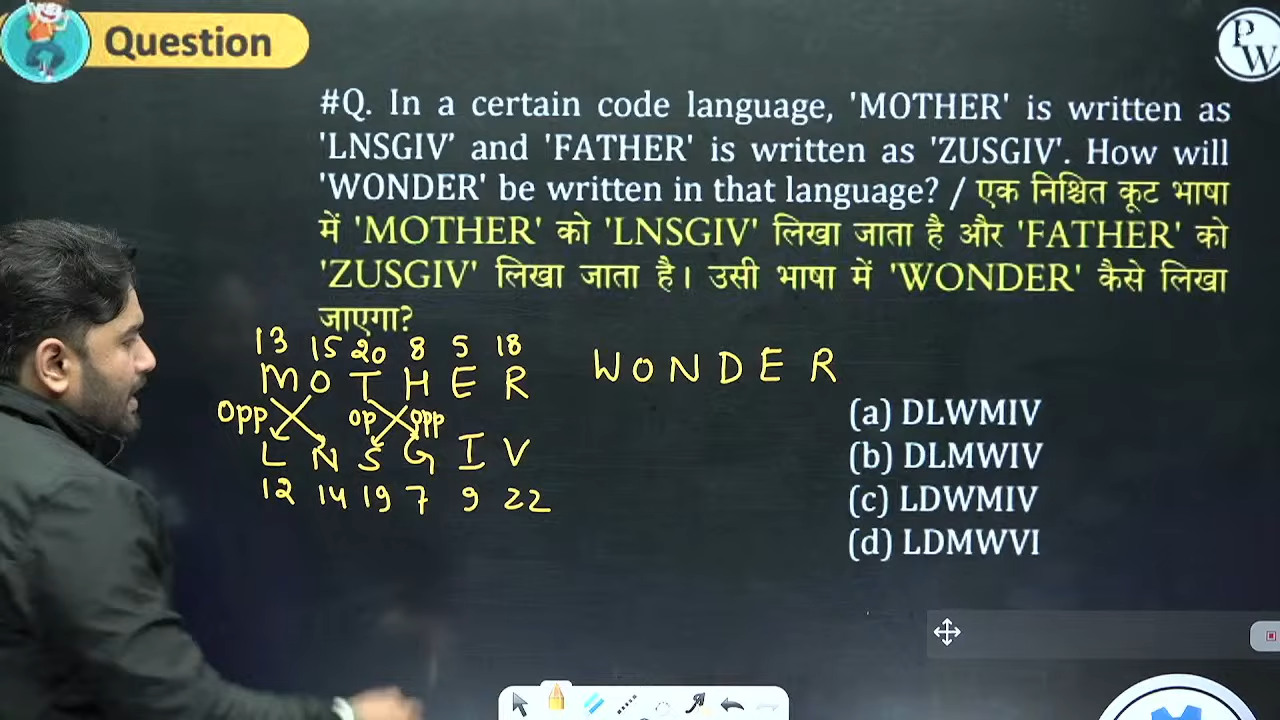 Question
P
W
#Q. In a certain code language, 'MOTHER' is written as
'LNSGIV' and 'FATHER' is written as 'ZUSGIV'. How will
'WONDER' be written in that language? / एक निश्चित कूट भाषा
में 'MOTHER' को 'LNSGIV' लिखा जाता है और 'FATHER' को
'ZUSGIV' लिखा जाता है। उसी भाषा में 'WONDER' कैसे लिखा
जाएगा?
13 15 20 8 5 18
M O T H E R
opp op opp
L N S G I V
12 14 19 7 9 22
W O N D E R
(a) DLWMIV
(b) DLMWIV
(c) LDWMIV
(d) LDMWVI